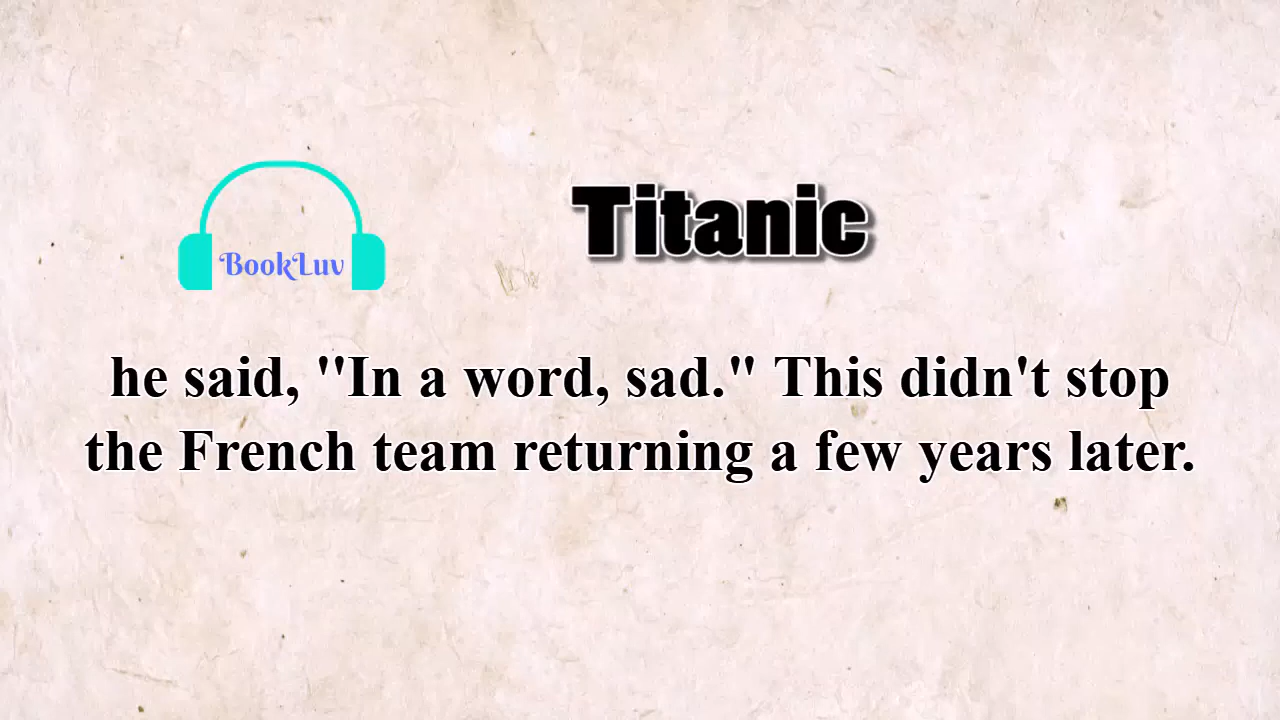 Titanic
BookLuv
he said, "In a word, sad." This didn't stop
the French team returning a few years later.